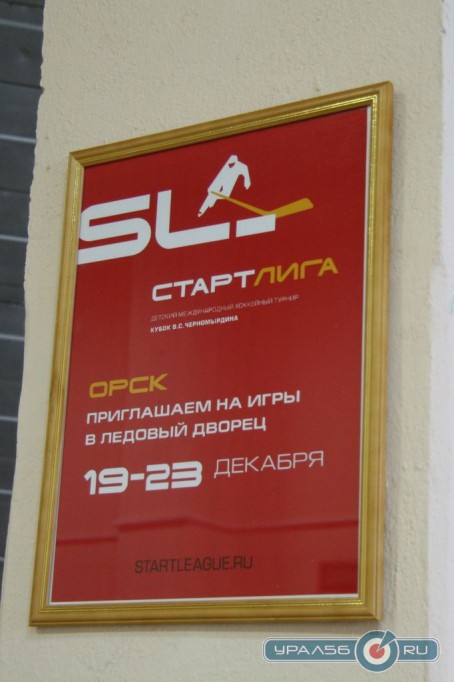 SL
СТАРТЛИГА
ДЕТСКИЙ МЕЖДУНАРОДНЫЙ ХОККЕЙНЫЙ ТУРНИР
КУБОК В.С. ЧЕРНОМЫРДИНА
ОРСК
ПРИГЛАШАЕМ НА ИГРЫ
В ЛЕДОВЫЙ ДВОРЕЦ
19-23 ДЕКАБРЯ
STARTLEAGUE.RU
УРАЛ56 RU